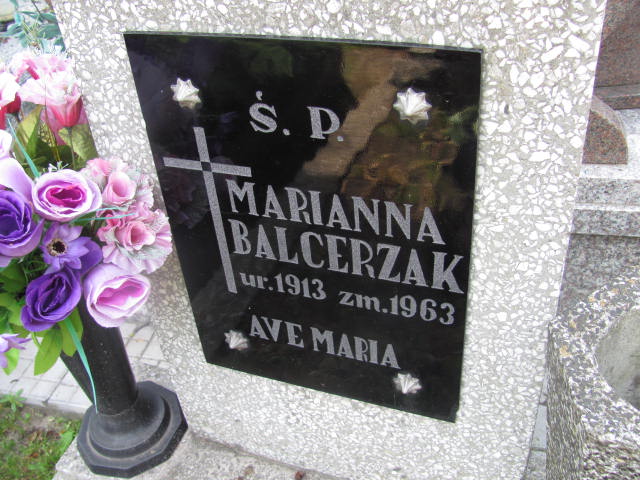 Ś. P.
MARIANNA
BALCERZAK
ur. 1913 zm. 1963
AVE MARIA